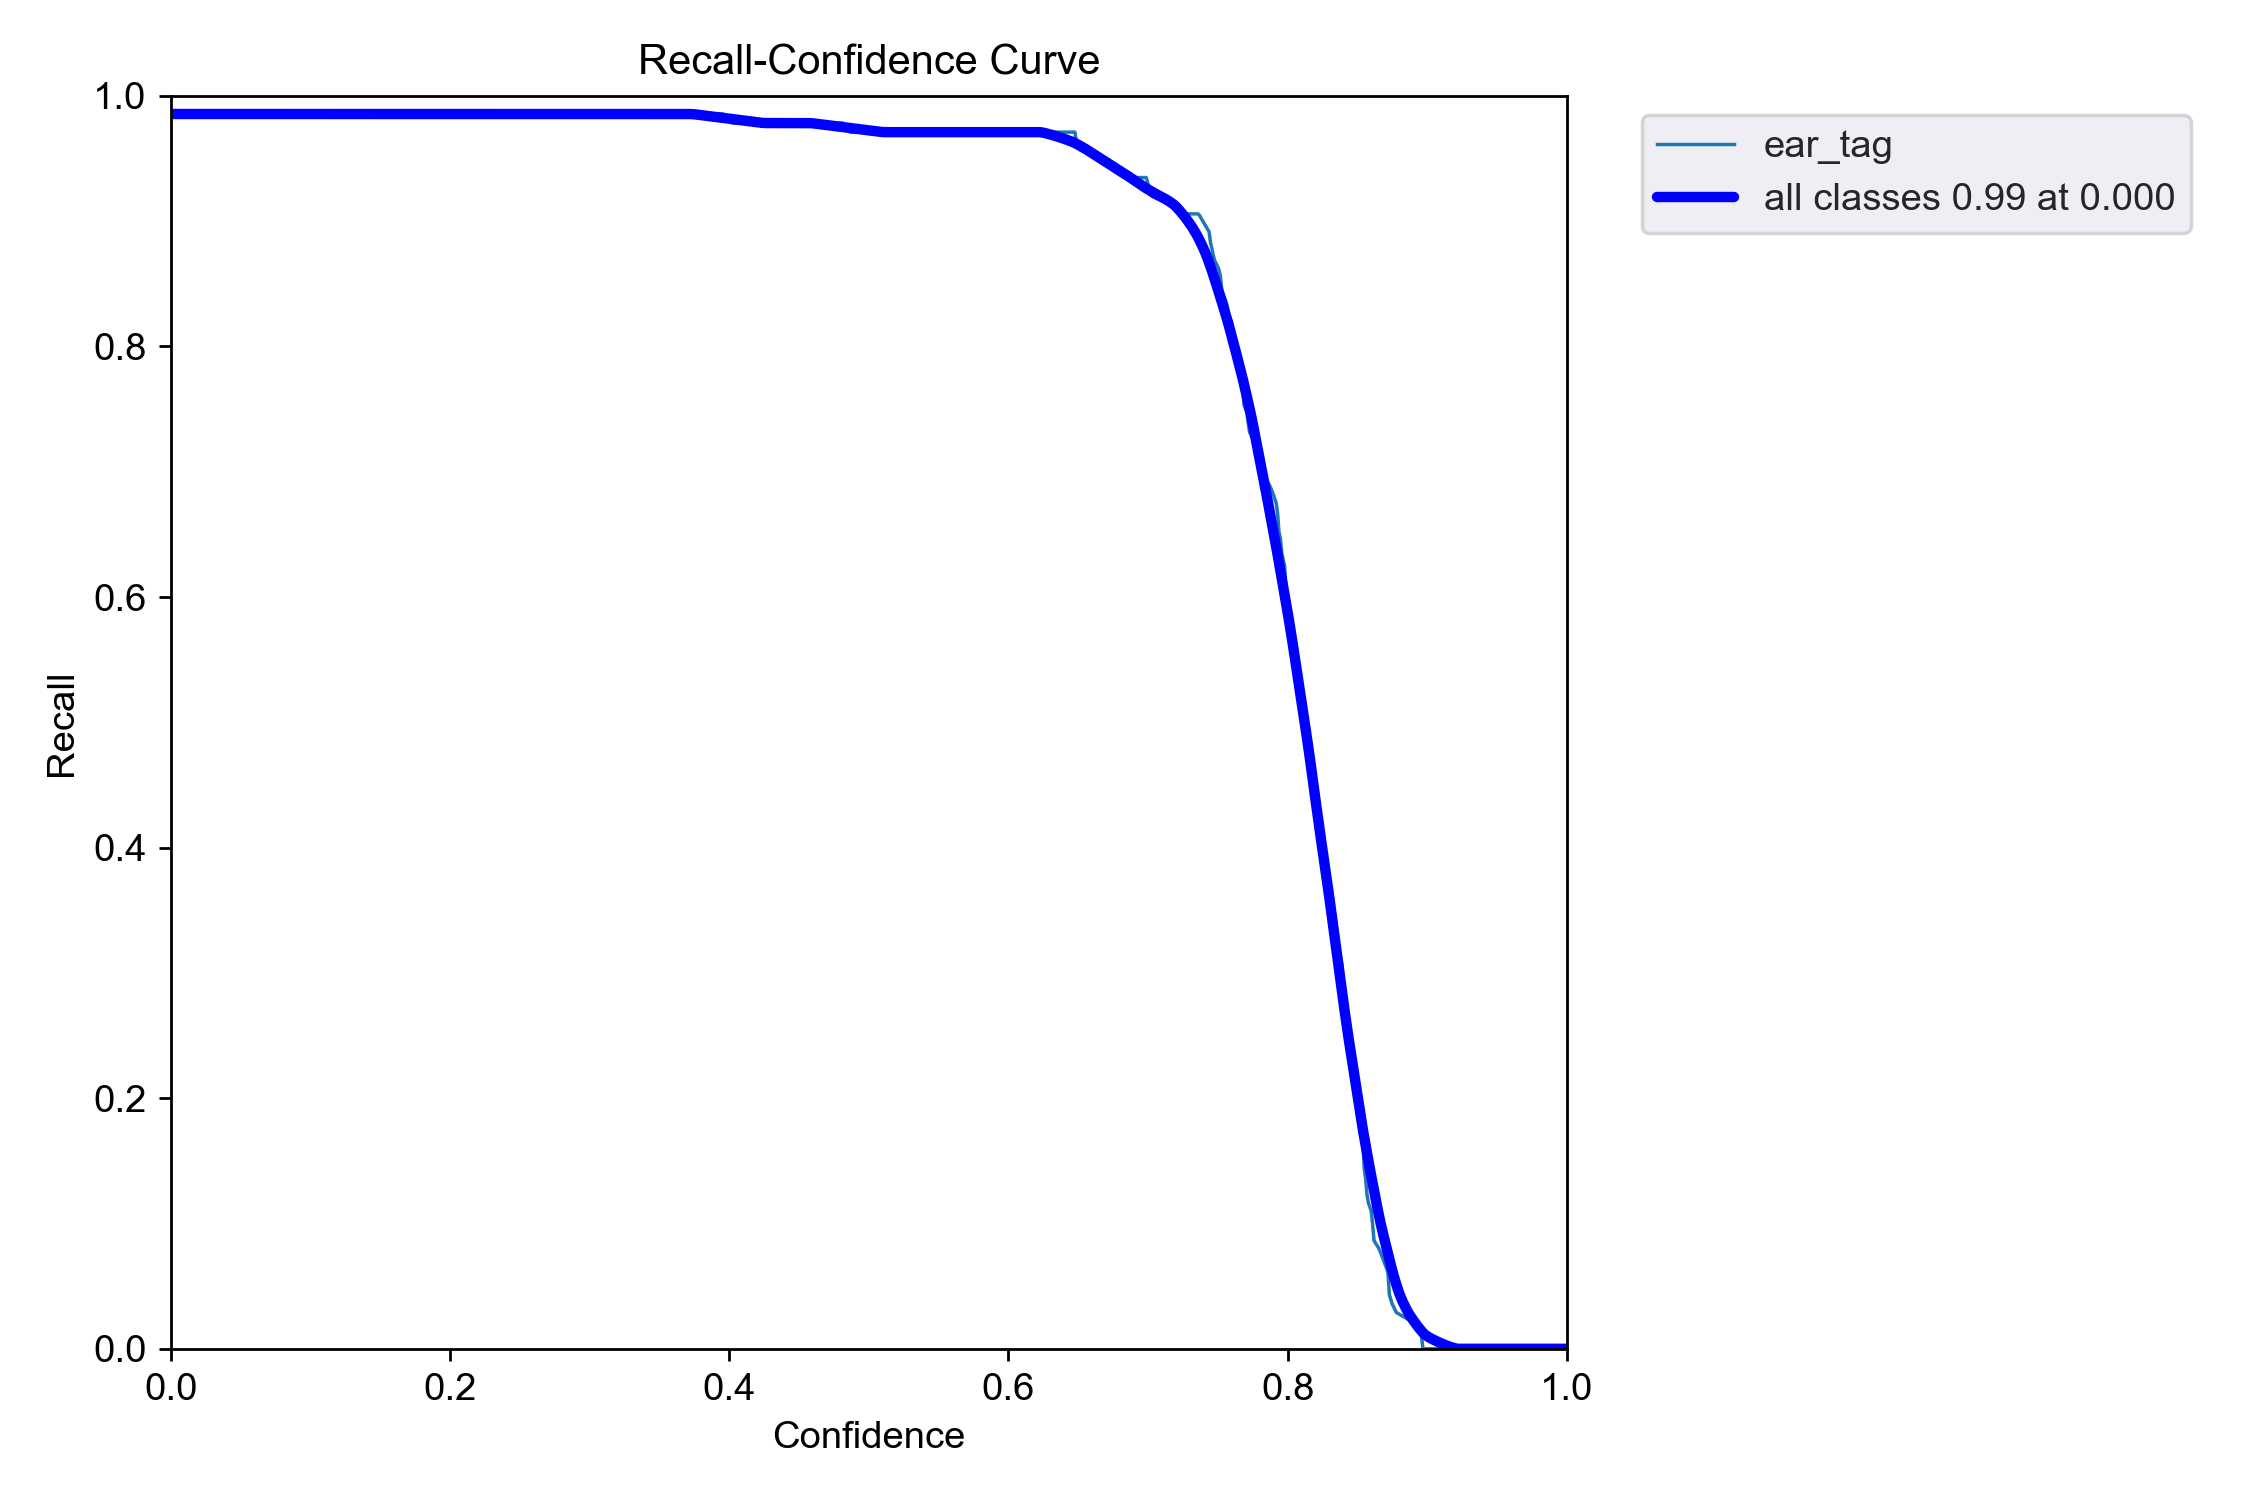 Recall-Confidence Curve
1.0
0.8
0.6
0.4
0.2
0.0
Recall
0.0 0.2 0.4 0.6 0.8 1.0
Confidence
ear_tag
all classes 0.99 at 0.000